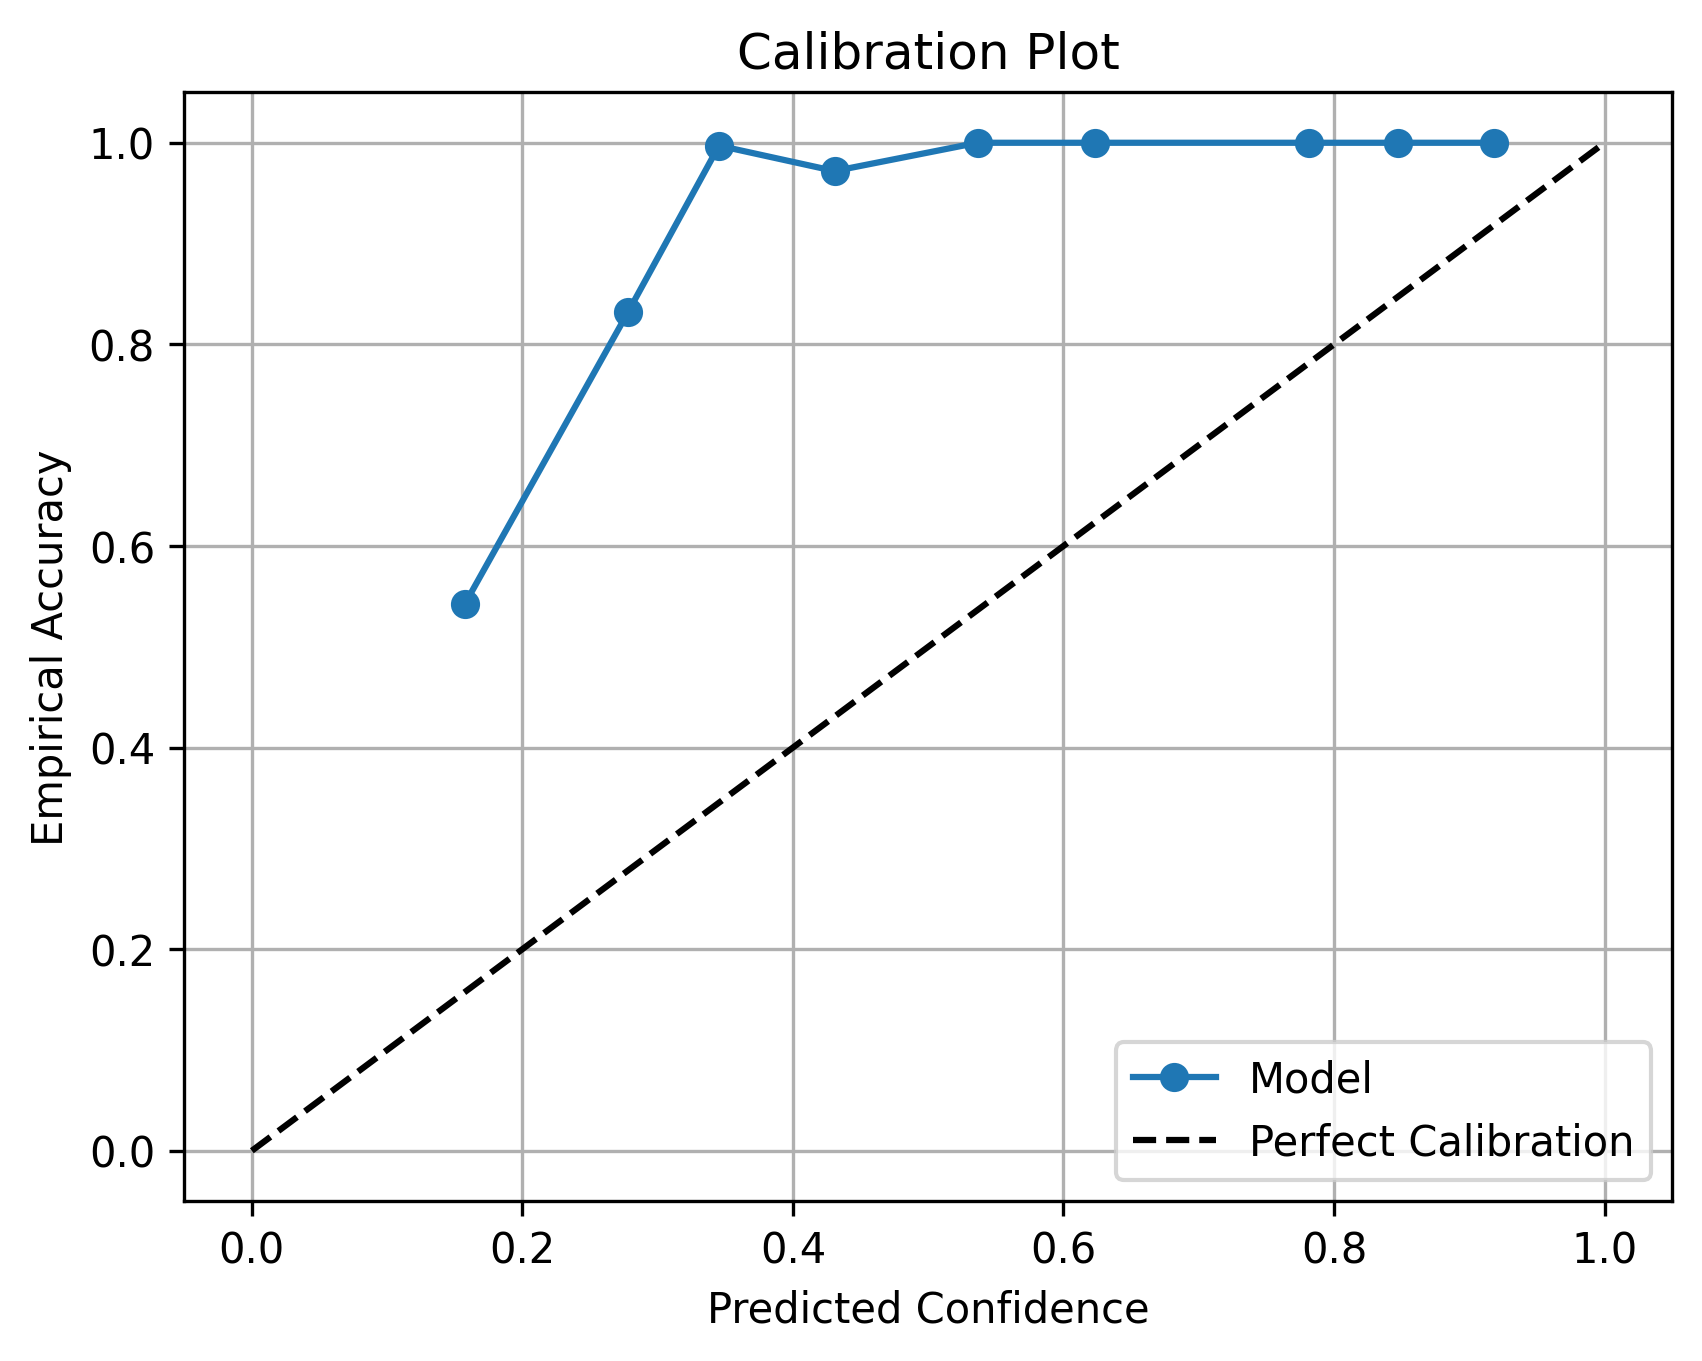 Calibration Plot
1.0
0.8
0.6
0.4
0.2
0.0
Empirical Accuracy
Model
Perfect Calibration
0.0 0.2 0.4 0.6 0.8 1.0
Predicted Confidence